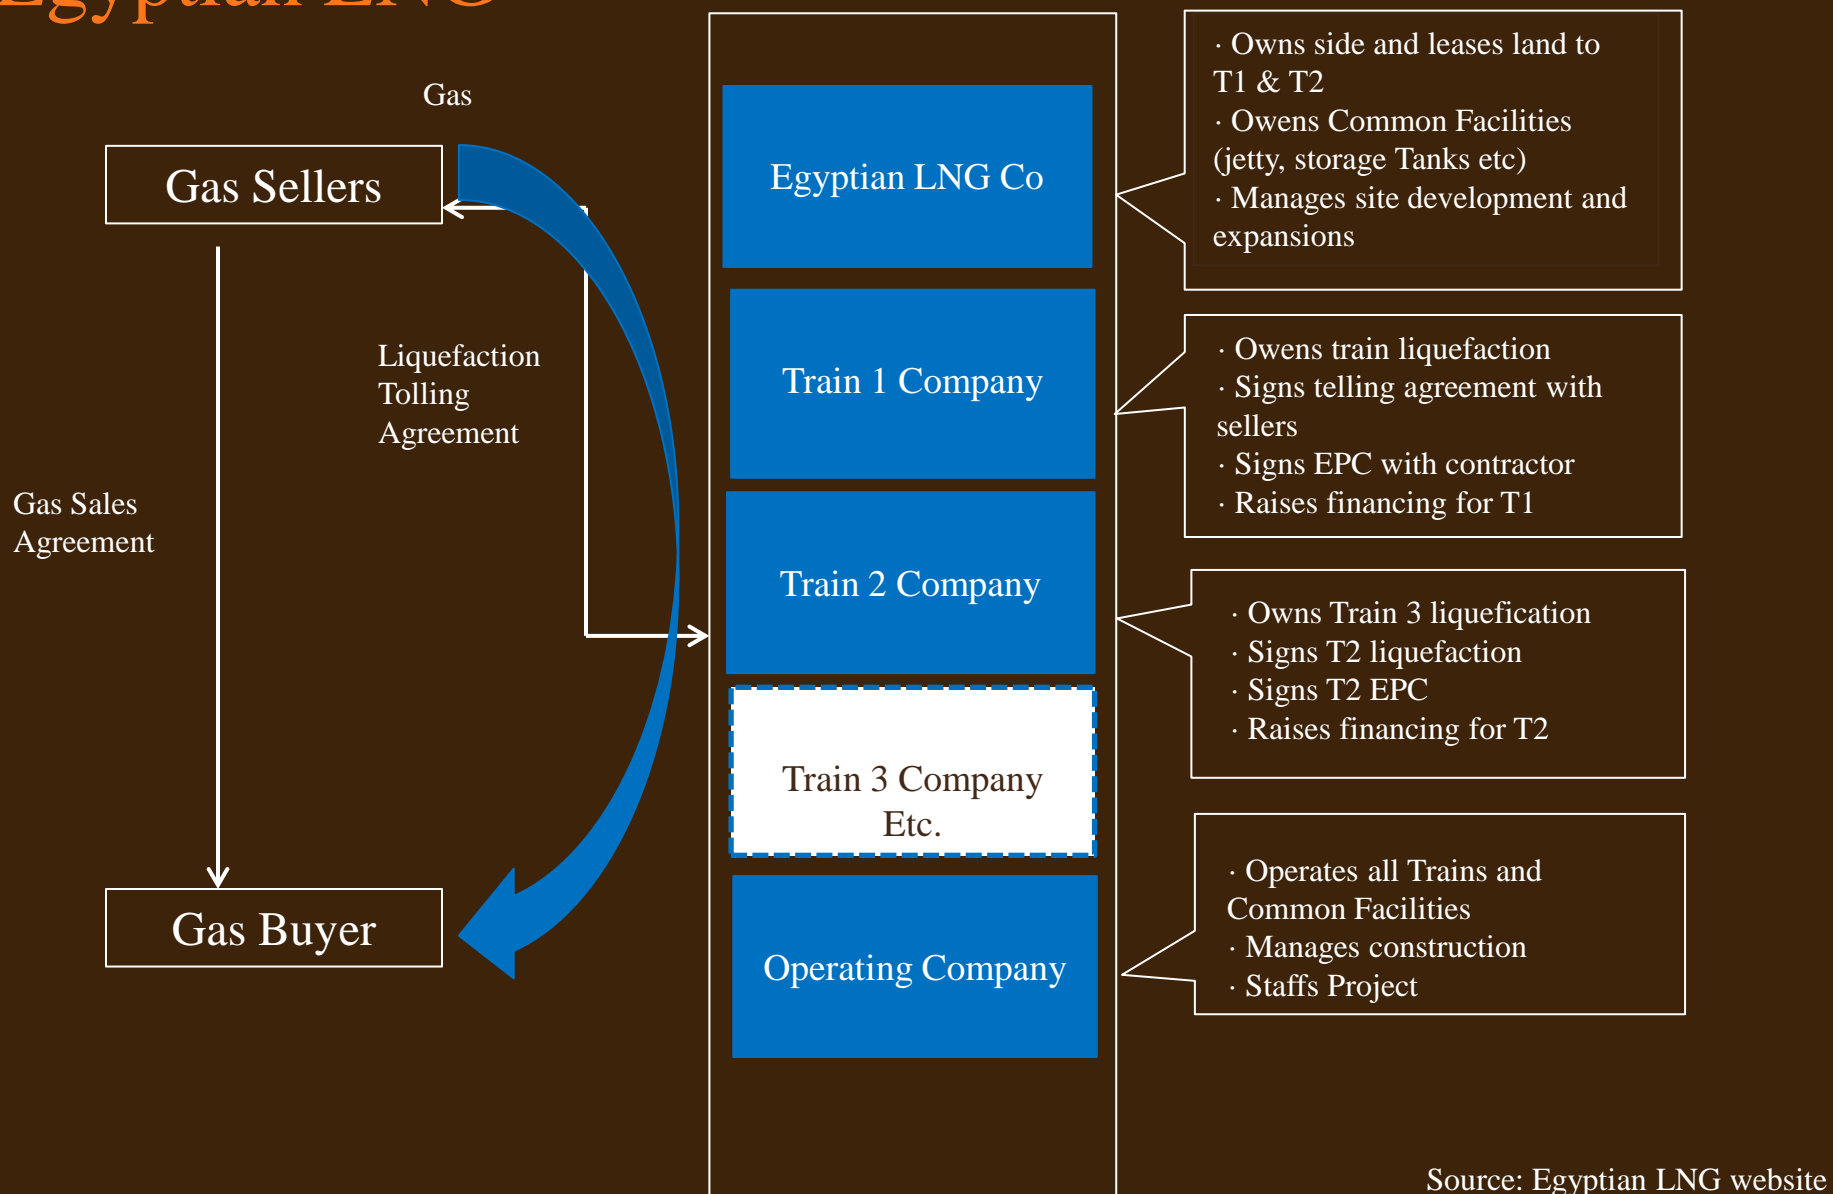 Egyptian LNG
Gas
Gas Sellers
Liquefaction
Tolling
Agreement
Gas Sales
Agreement
Gas Buyer
Egyptian LNG Co
Train 1 Company
Train 2 Company
Train 3 Company
Etc.
Operating Company
· Owns side and leases land to
T1 & T2
· Owens Common Facilities
(jetty, storage Tanks etc)
· Manages site development and
expansions
· Owens train liquefaction
· Signs telling agreement with
sellers
· Signs EPC with contractor
· Raises financing for T1
· Owns Train 3 liquefication
· Signs T2 liquefaction
· Signs T2 EPC
· Raises financing for T2
· Operates all Trains and
Common Facilities
· Manages construction
· Staffs Project
Source: Egyptian LNG website